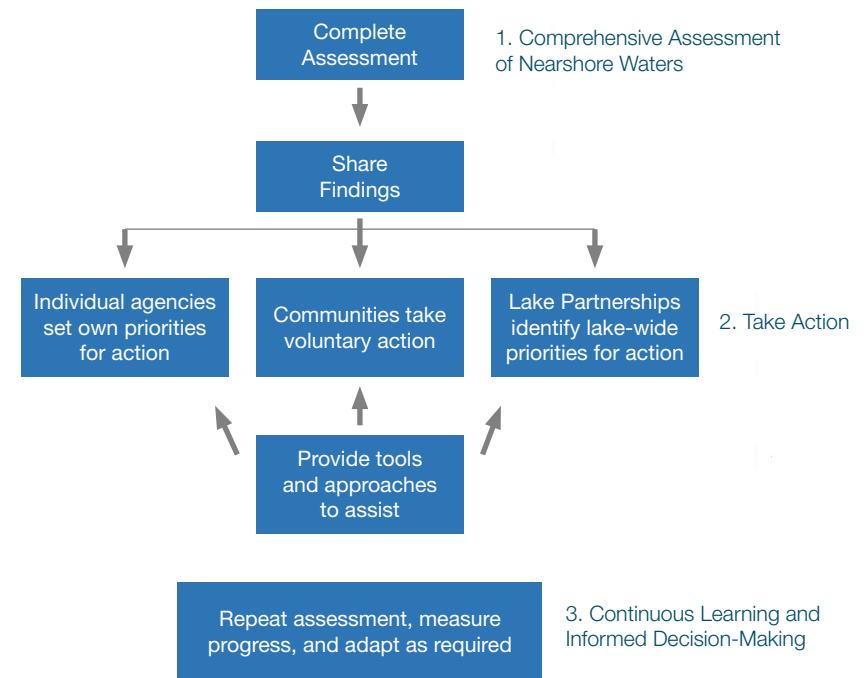 Complete
Assessment
1. Comprehensive Assessment
of Nearshore Waters
Share
Findings
Individual agencies
set own priorities
for action
Communities take
voluntary action
Lake Partnerships
identify lake-wide
priorities for action
2. Take Action
Provide tools
and approaches
to assist
Repeat assessment, measure
progress, and adapt as required
3. Continuous Learning and
Informed Decision-Making